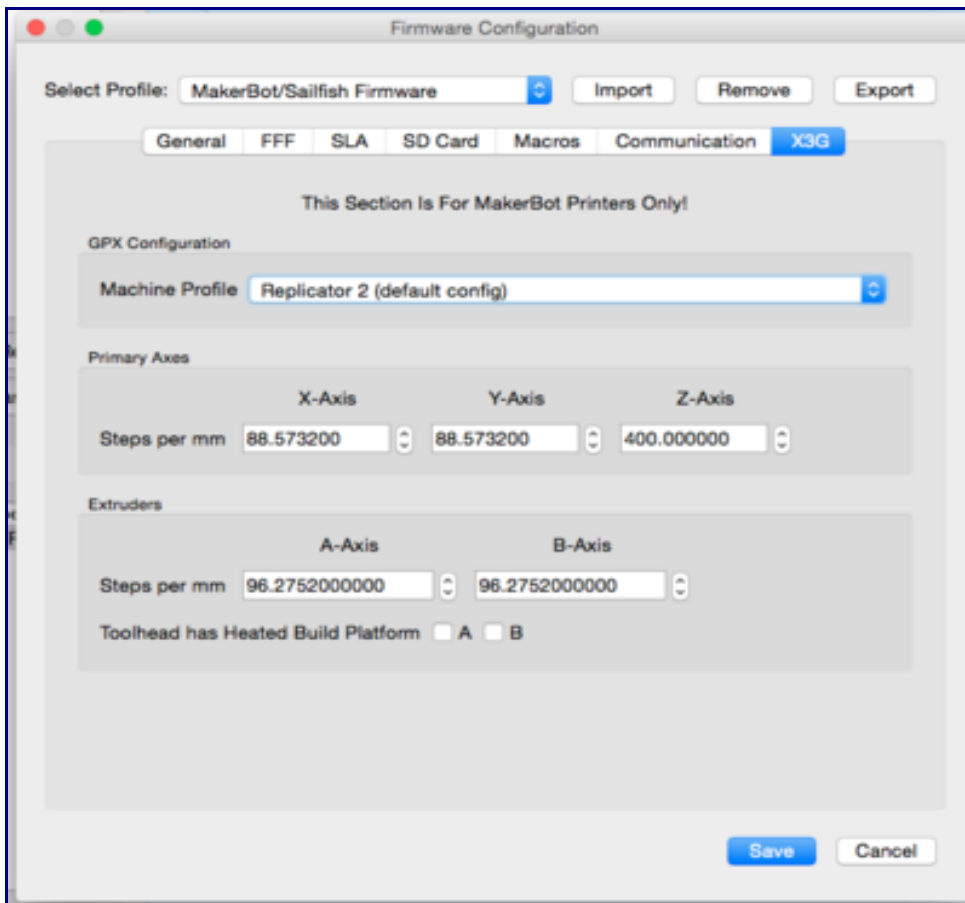 Firmware Configuration
Select Profile: MakerBot/Sailfish Firmware Import Remove Export
General FFF SLA SD Card Macros Communication X3G
This Section Is For MakerBot Printers Only!
GPX Configuration
Machine Profile Replicator 2 (default config)
Primary Axes
X-Axis Y-Axis Z-Axis
Steps per mm 88.573200 88.573200 400.000000
Extruders
A-Axis B-Axis
Steps per mm 96.2752000000 96.2752000000
Toolhead has Heated Build Platform A B
Save Cancel